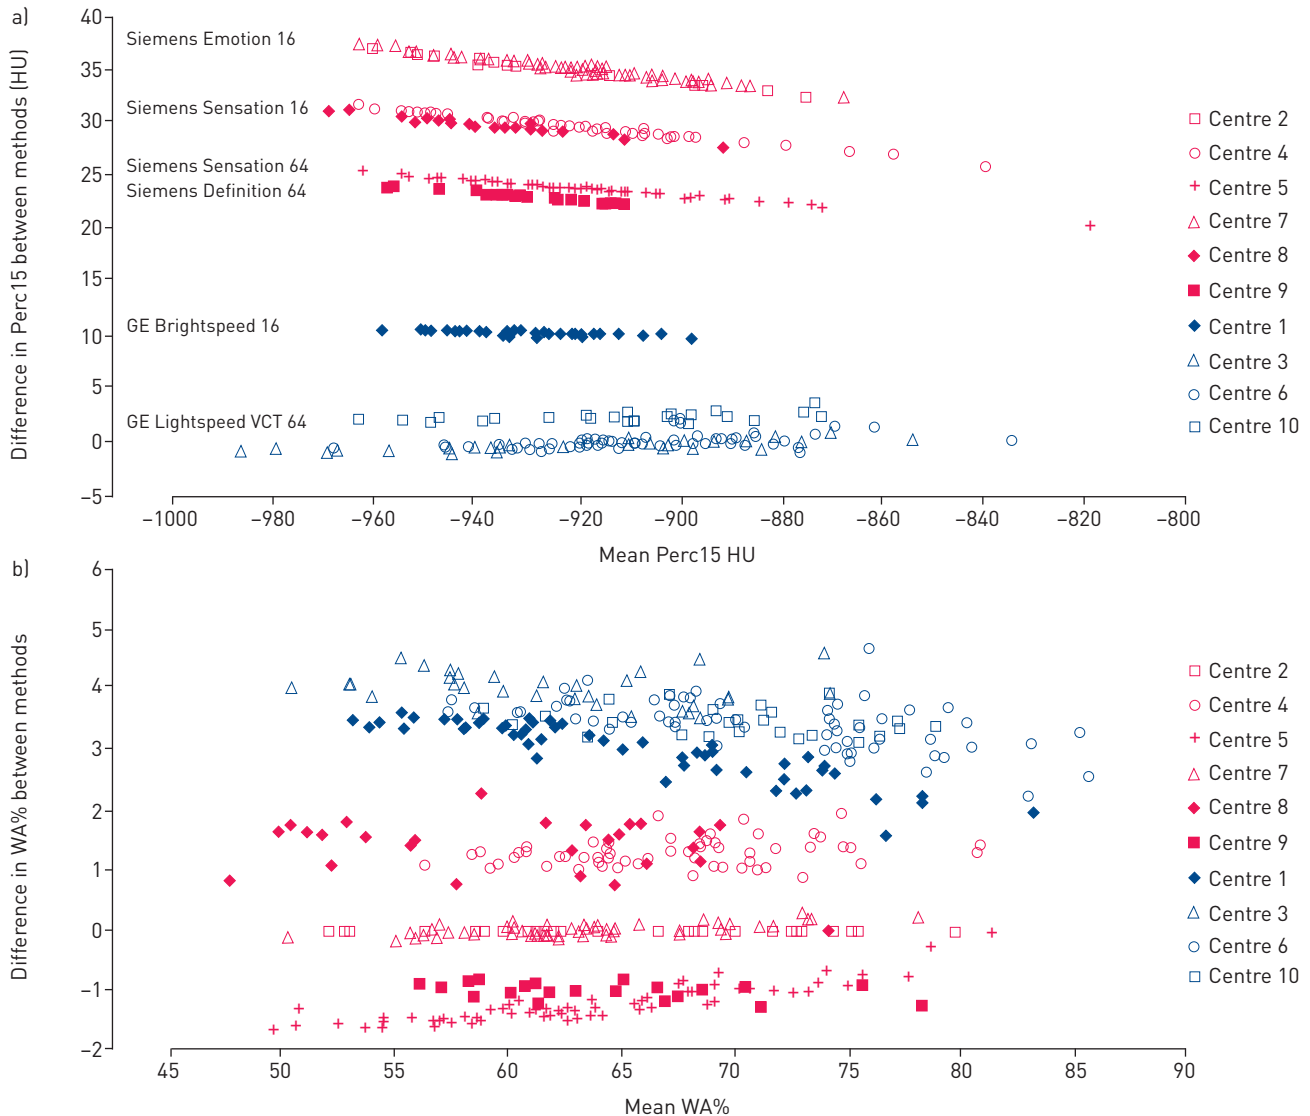 a)
Difference in Perc15 between methods (HU)
40
35
30
25
20
15
10
5
0
−5
Siemens Emotion 16
Siemens Sensation 16
Siemens Sensation 64
Siemens Definition 64
GE Brightspeed 16
GE Lightspeed VCT 64
−1000 −980 −960 −940 −920 −900 −880 −860 −840 −820 −800
Mean Perc15 HU
Centre 2
Centre 4
Centre 5
Centre 7
Centre 8
Centre 9
Centre 1
Centre 3
Centre 6
Centre 10
b)
Difference in WA% between methods
6
5
4
3
2
1
0
−1
−2
45 50 55 60 65 70 75 80 85 90
Mean WA%
Centre 2
Centre 4
Centre 5
Centre 7
Centre 8
Centre 9
Centre 1
Centre 3
Centre 6
Centre 10